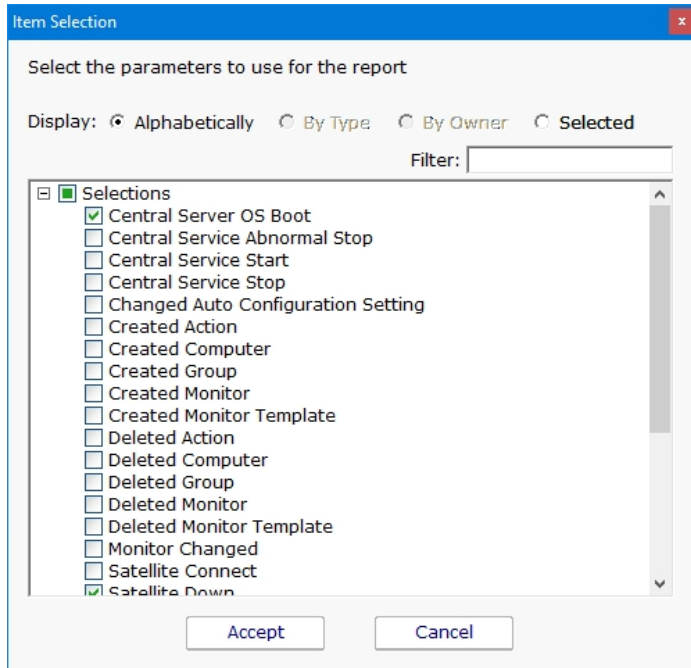 Item Selection
x
Select the parameters to use for the report
Display: Alphabetically By Type By Owner Selected
Filter:
Selections
Central Server OS Boot
Central Service Abnormal Stop
Central Service Start
Central Service Stop
Changed Auto Configuration Setting
Created Action
Created Computer
Created Group
Created Monitor
Created Monitor Template
Deleted Action
Deleted Computer
Deleted Group
Deleted Monitor
Deleted Monitor Template
Monitor Changed
Satellite Connect
Satellite Down
Accept Cancel